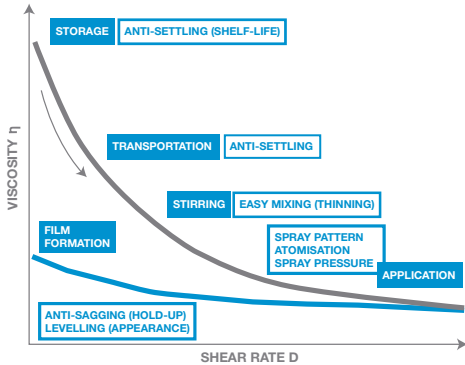 STORAGE
ANTI-SETTLING (SHELF-LIFE)
TRANSPORTATION
ANTI-SETTLING
STIRRING
EASY MIXING (THINNING)
FILM
FORMATION
SPRAY PATTERN
ATOMISATION
SPRAY PRESSURE
APPLICATION
ANTI-SAGGING (HOLD-UP)
LEVELLING (APPEARANCE)
VISCOSITY η
SHEAR RATE D